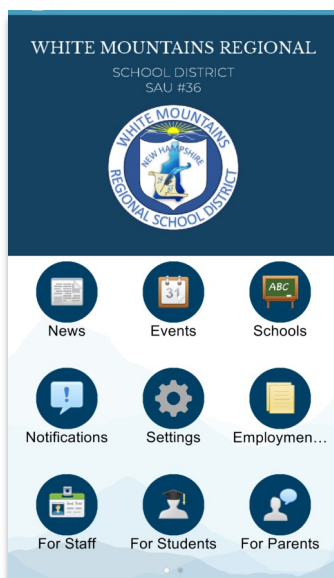 WHITE MOUNTAINS REGIONAL
SCHOOL DISTRICT
SAU #36
WHITE MOUNTAINS
NEW HAMPSHIRE
REGIONAL SCHOOL DISTRICT
31
ABC
News
Events
Schools
Notifications
Settings
Employmen...
For Staff
For Students
For Parents